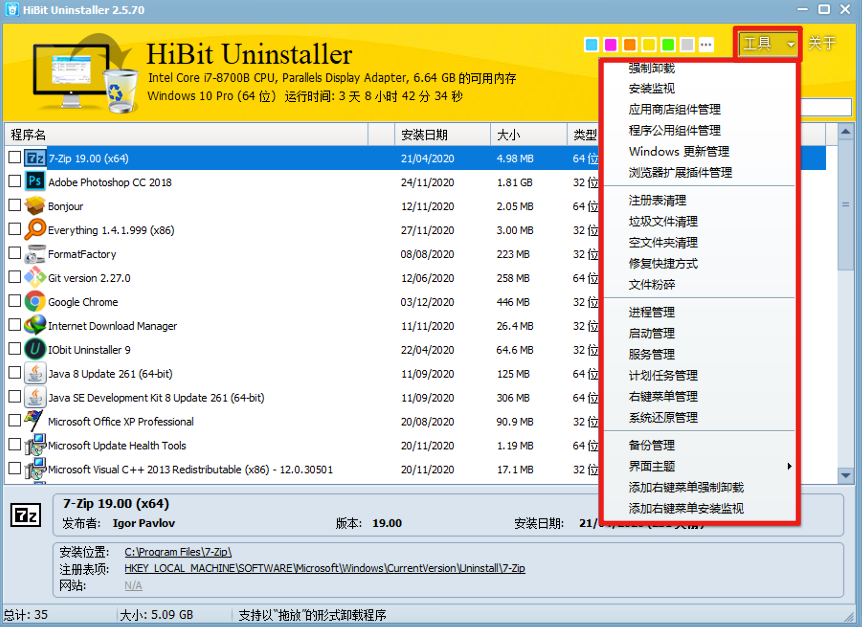 HiBit Uninstaller 2.5.70
HiBit Uninstaller
Intel Core i7-8700B CPU, Parallels Display Adapter, 6.64 GB 的可用内存
Windows 10 Pro (64 位) 运行时间: 3 天 8 小时 42 分 34 秒
工具
关于
程序名 安装日期 大小 类型
7-Zip 19.00 (x64) 21/04/2020 4.98 MB 64 位
Adobe Photoshop CC 2018 24/11/2020 1.81 GB 32 位
Bonjour 12/11/2020 2.05 MB 64 位
Everything 1.4.1.999 (x86) 27/11/2020 3.00 MB 32 位
FormatFactory 08/08/2020 223 MB 32 位
Git version 2.27.0 12/06/2020 258 MB 64 位
Google Chrome 03/12/2020 446 MB 32 位
Internet Download Manager 11/11/2020 26.4 MB 32 位
IObit Uninstaller 9 22/04/2020 64.6 MB 32 位
Java 8 Update 261 (64-bit) 11/09/2020 125 MB 64 位
Java SE Development Kit 8 Update 261 (64-bit) 11/09/2020 306 MB 64 位
Microsoft Office XP Professional 20/08/2020 90.9 MB 32 位
Microsoft Update Health Tools 20/11/2020 1.19 MB 64 位
Microsoft Visual C++ 2013 Redistributable (x86) - 12.0.30501 20/11/2020 17.1 MB 32 位
强制卸载
安装监视
应用商店组件管理
程序公用组件管理
Windows 更新管理
浏览器扩展插件管理
注册表清理
垃圾文件清理
空文件夹清理
修复快捷方式
文件粉碎
进程管理
启动管理
服务管理
计划任务管理
右键菜单管理
系统还原管理
备份管理
界面主题
添加右键菜单强制卸载
添加右键菜单安装监视
7-Zip 19.00 (x64)
发布者: Igor Pavlov 版本: 19.00 安装日期:
安装位置: C:\Program Files\7-Zip\
注册表项: HKEY_LOCAL_MACHINE\SOFTWARE\Microsoft\Windows\CurrentVersion\Uninstall\7-Zip
网站: N/A
总计: 35 大小: 5.09 GB 支持以“拖放”的形式卸载程序